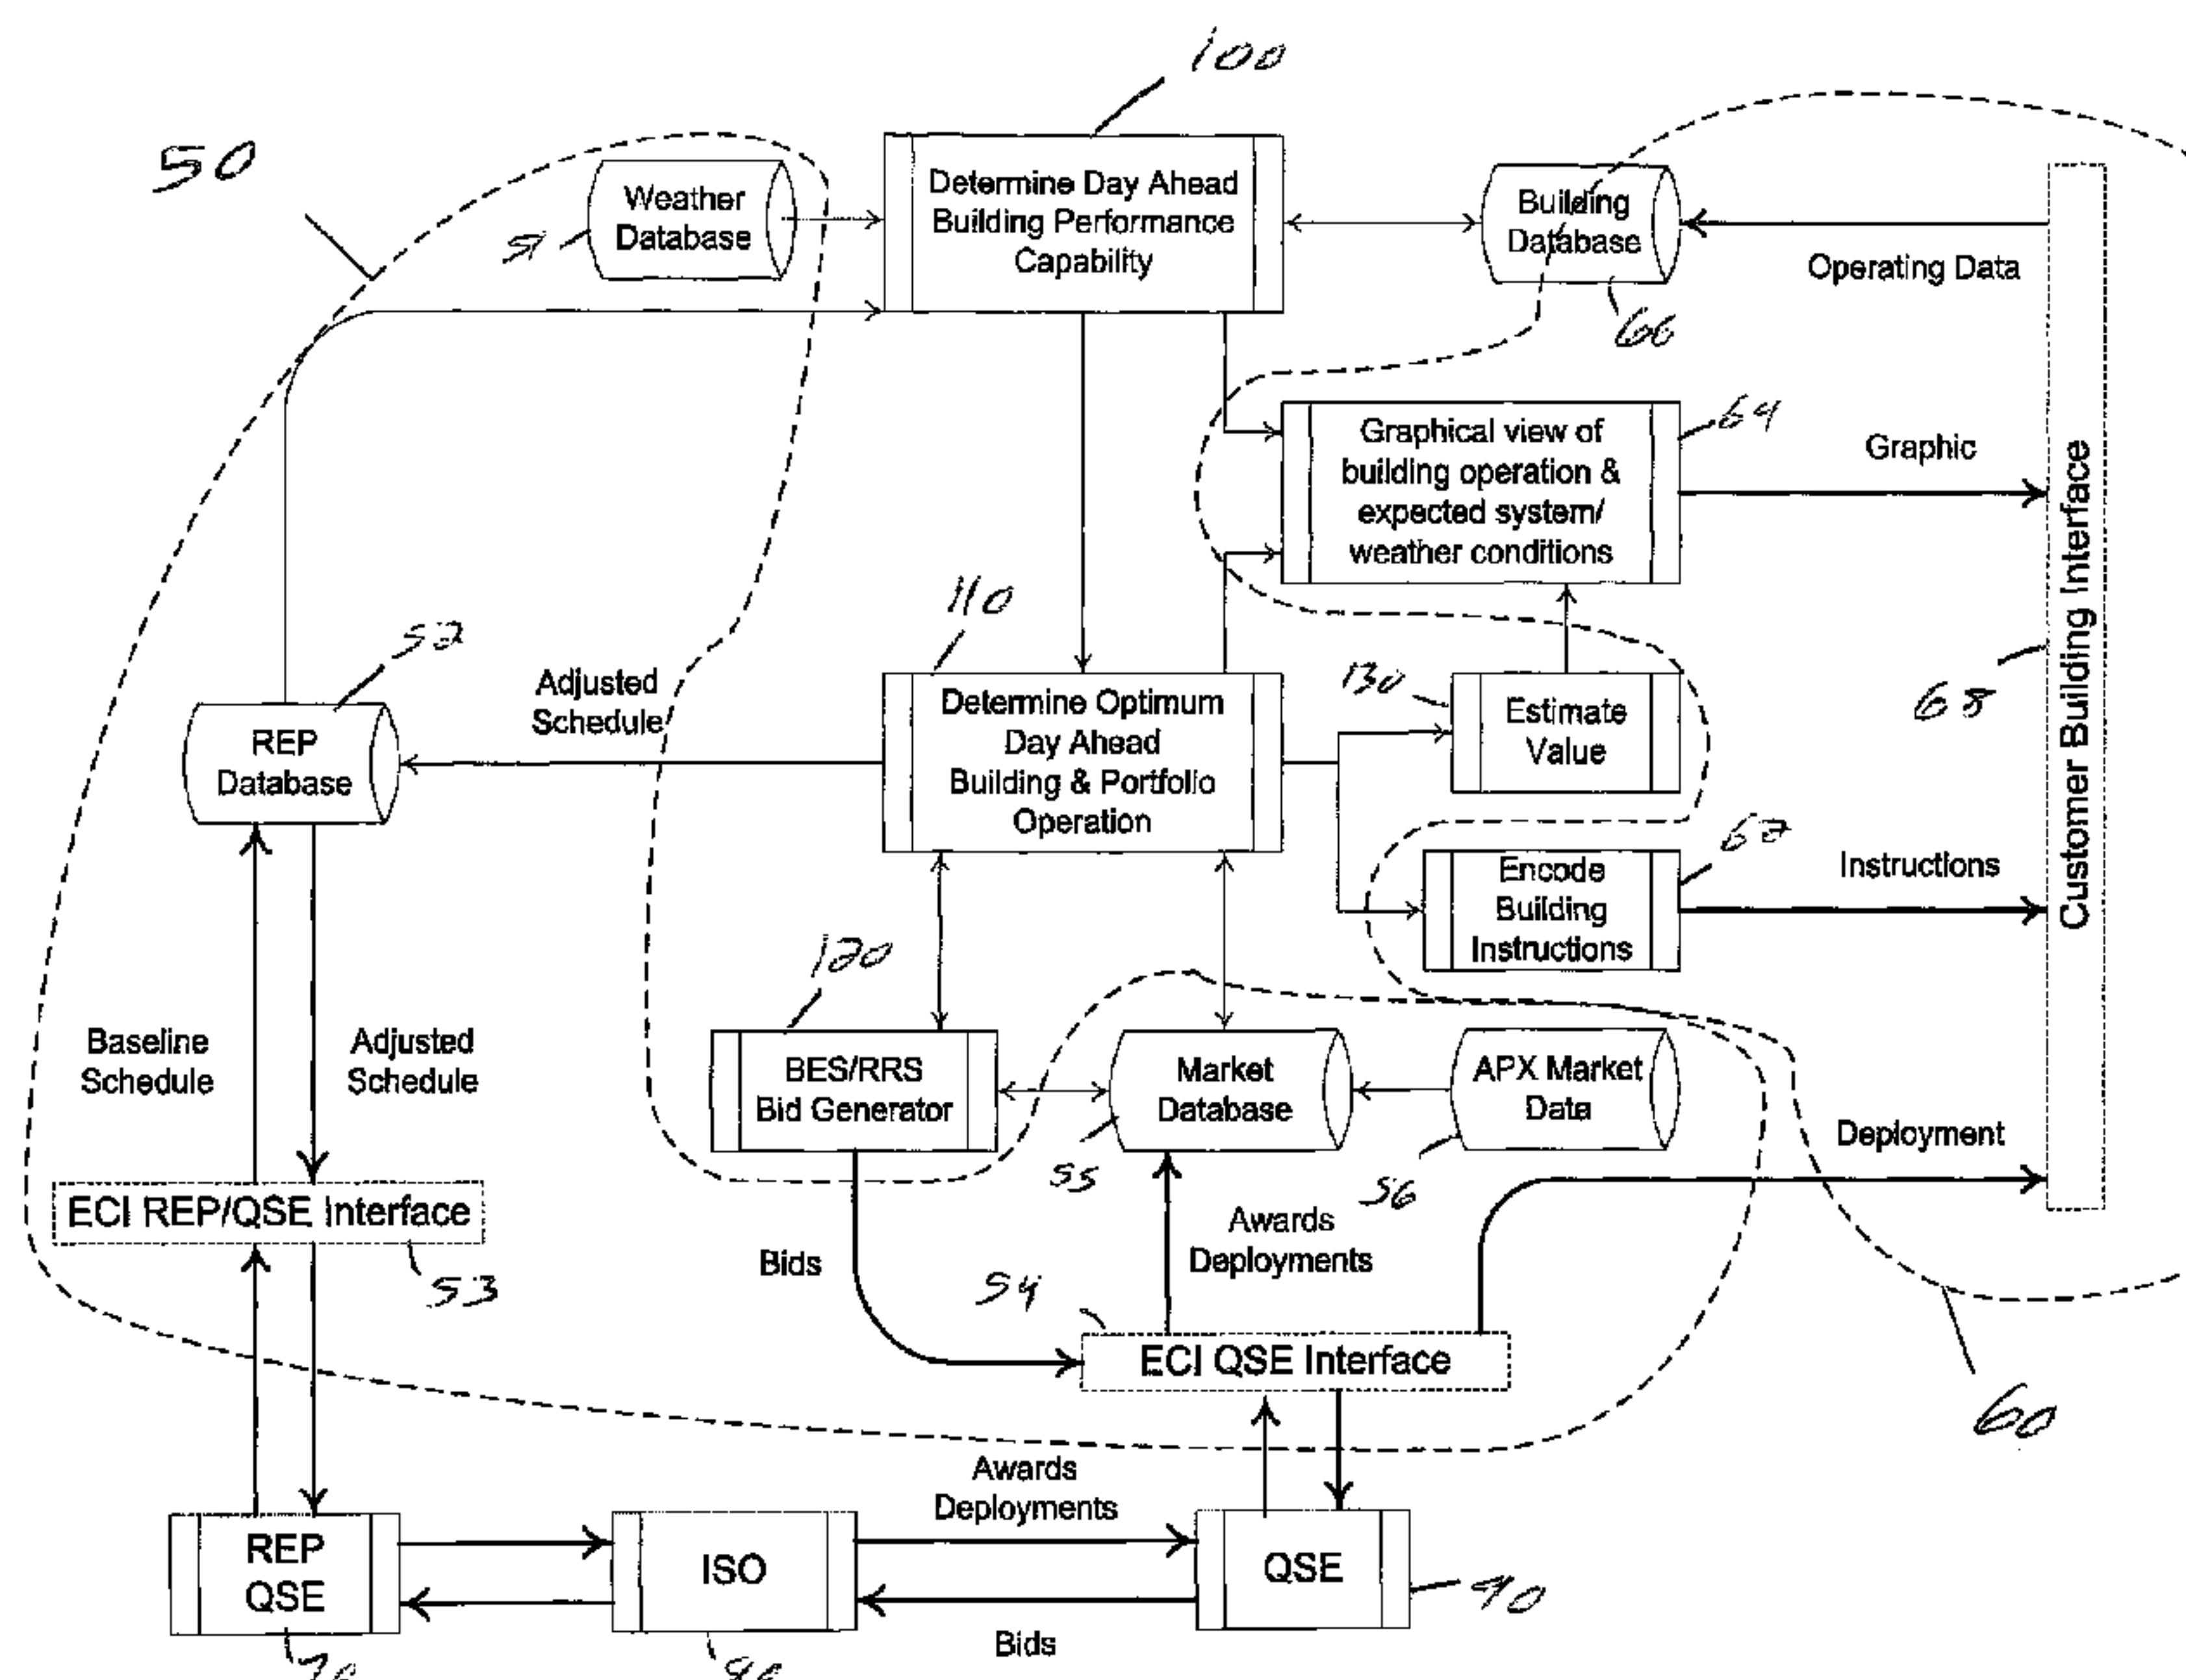 100
50
Weather
Database
51
Determine Day Ahead
Building Performance
Capability
Building
Database
66
Operating Data
64
Graphical view of
building operation &
expected system/
weather conditions
Graphic
Customer Building Interface
68
110
52
REP
Database
Adjusted
Schedule
Determine Optimum
Day Ahead
Building & Portfolio
Operation
130
Estimate
Value
62
Encode
Building
Instructions
Instructions
120
Baseline
Schedule
Adjusted
Schedule
BES/RRS
Bid Generator
Market
Database
55
APX Market
Data
56
Deployment
ECI REP/QSE Interface
53
Bids
Awards
Deployments
54
ECI QSE Interface
60
Awards
Deployments
REP
QSE
ISO
QSE
90
Bids